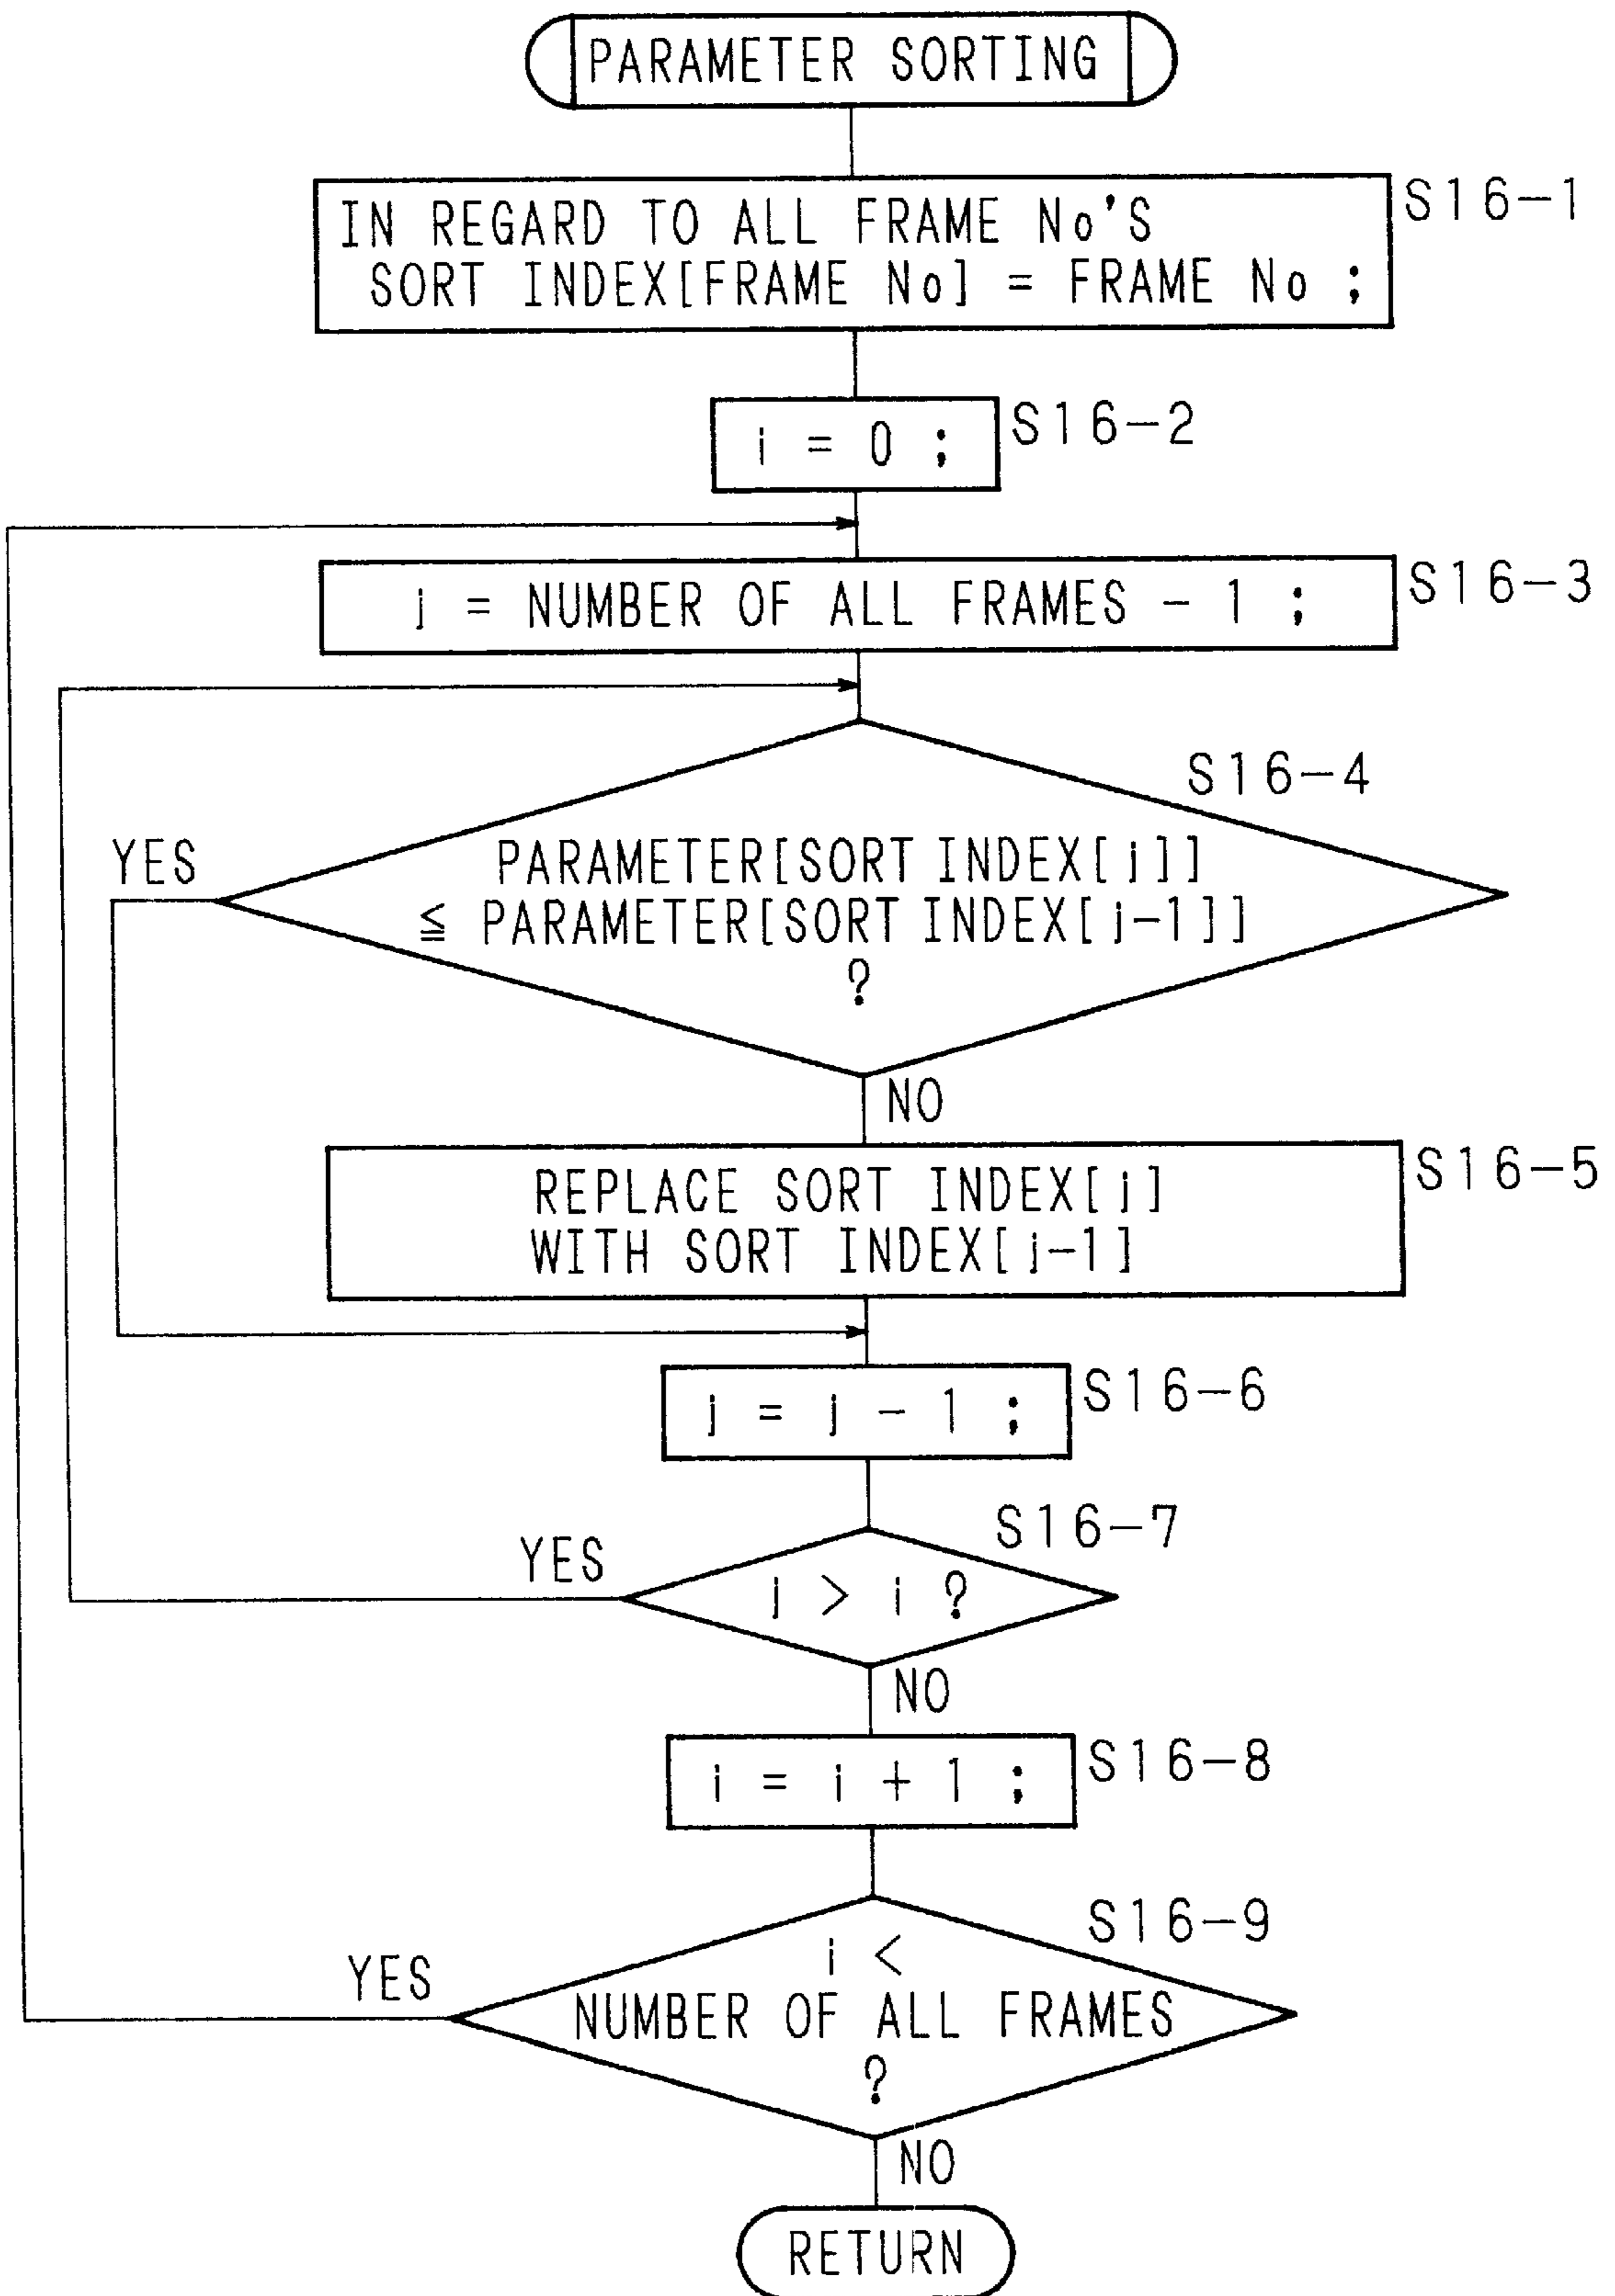 PARAMETER SORTING
IN REGARD TO ALL FRAME No'S
SORT INDEX[FRAME No] = FRAME No ;
S16-1
i = 0 ;
S16-2
j = NUMBER OF ALL FRAMES - 1 ;
S16-3
S16-4
YES
PARAMETER[SORT INDEX[j]]
≦ PARAMETER[SORT INDEX[j-1]]
?
NO
REPLACE SORT INDEX[j]
WITH SORT INDEX[j-1]
S16-5
j = j - 1 ;
S16-6
S16-7
YES
j > i ?
NO
i = i + 1 ;
S16-8
S16-9
YES
i <
NUMBER OF ALL FRAMES
?
NO
RETURN